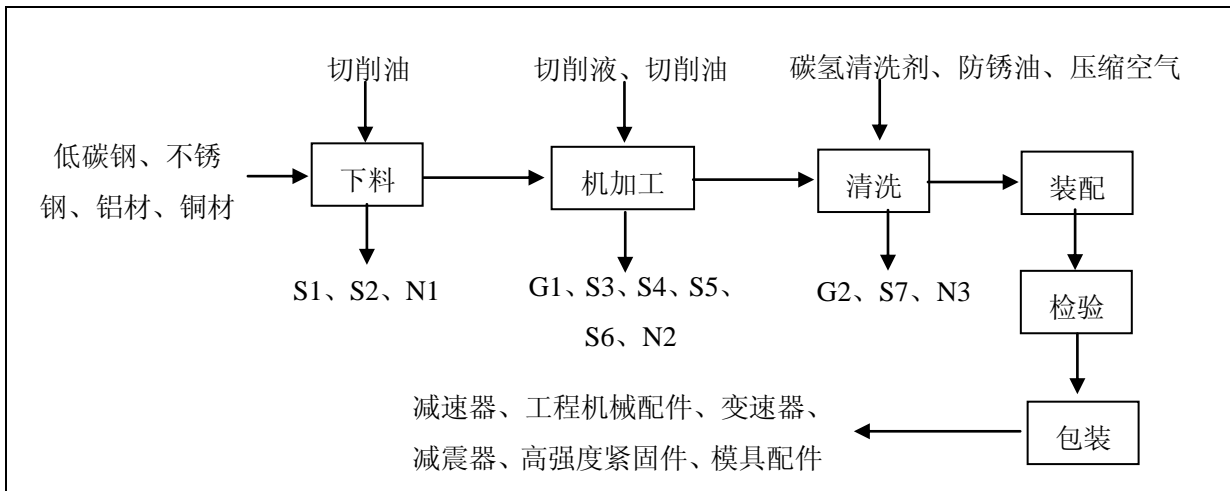 切削油
切削液、切削油
碳氢清洗剂、防锈油、压缩空气
低碳钢、不锈
钢、铝材、铜材
下料
机加工
清洗
装配
S1、S2、N1
G1、S3、S4、S5、
S6、N2
G2、S7、N3
检验
减速器、工程机械配件、变速器、
减震器、高强度紧固件、模具配件
包装